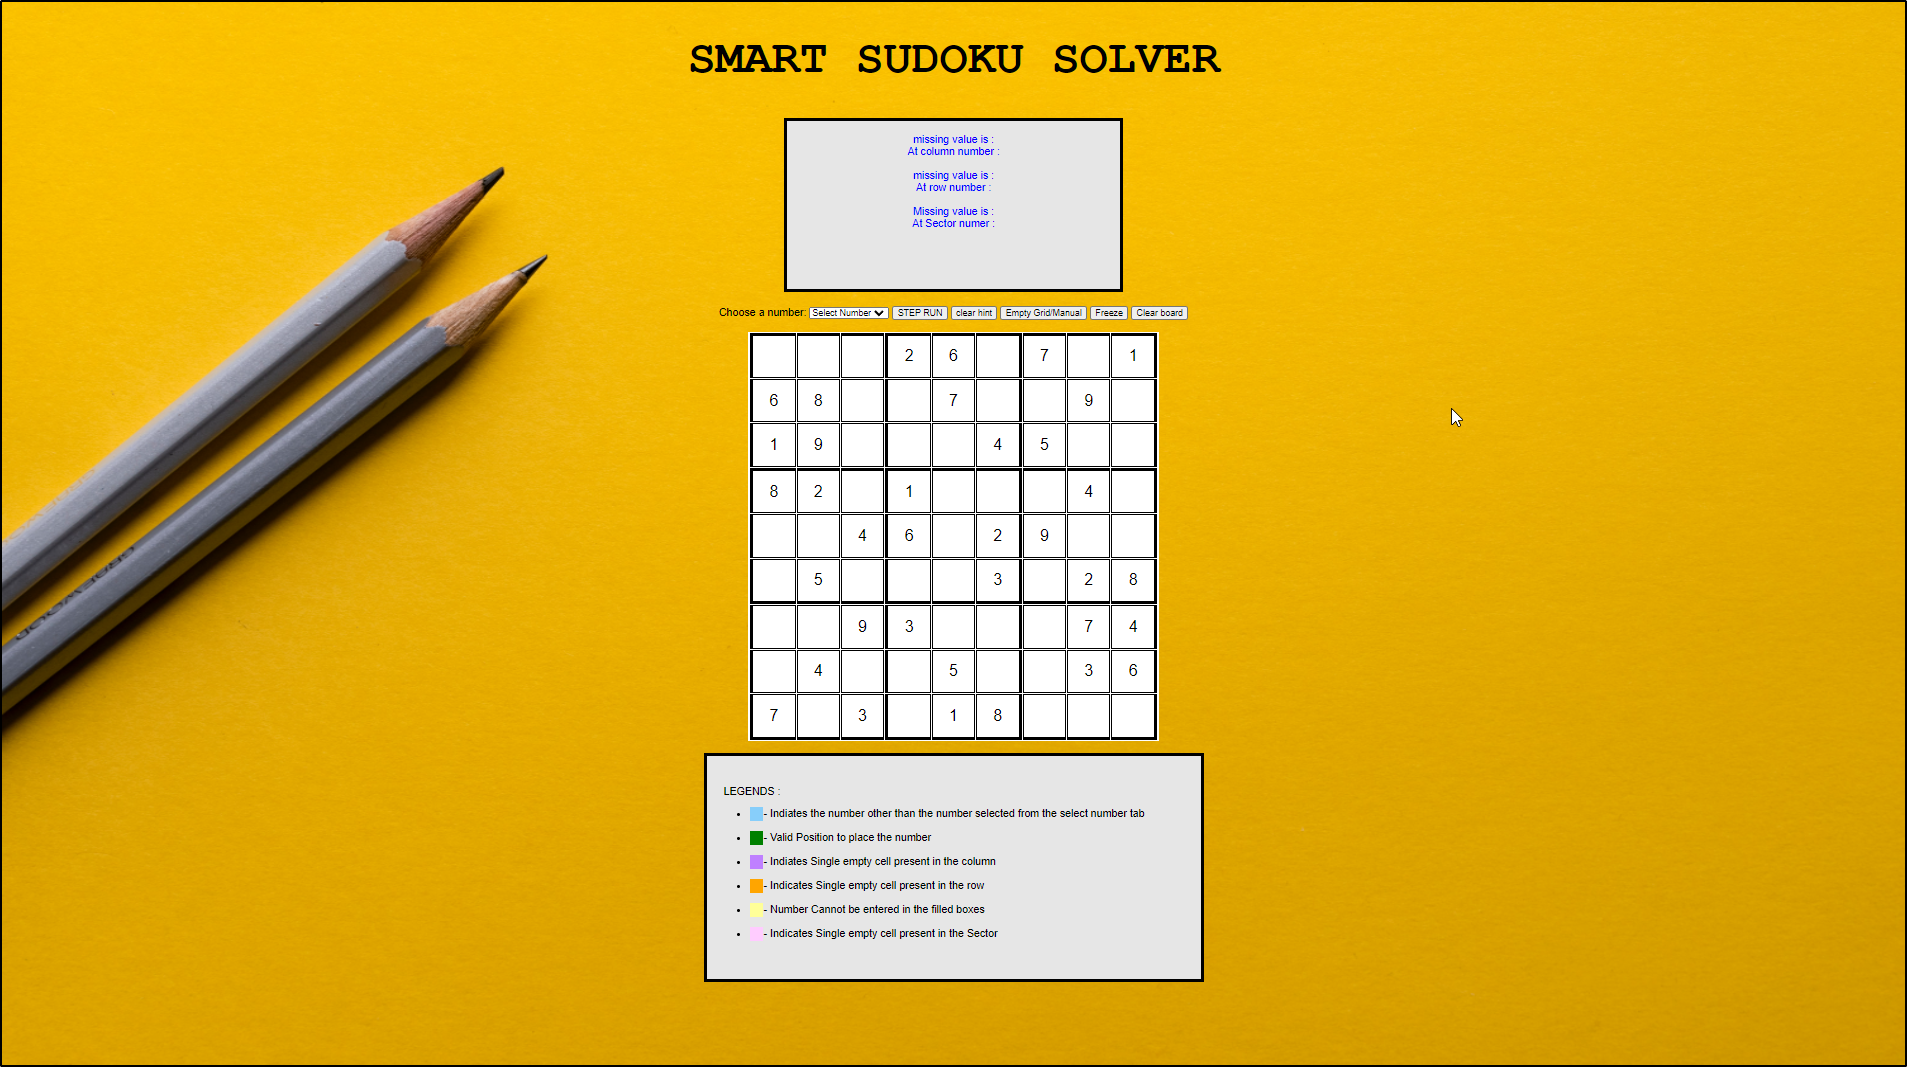 SMART SUDOKU SOLVER
missing value is :
At column number :
missing value is :
At row number :
Missing value is :
At Sector numer :
Choose a number: Select Number STEP RUN clear hint Empty Grid/Manual Freeze Clear board
2 6 7 1
6 8 7 9
1 9 4 5
8 2 1 4
4 6 2 9
5 3 2 8
9 3 7 4
4 5 3 6
7 3 1 8
LEGENDS :
- Indiates the number other than the number selected from the select number tab
- Valid Position to place the number
- Indiates Single empty cell present in the column
- Indicates Single empty cell present in the row
- Number Cannot be entered in the filled boxes
- Indicates Single empty cell present in the Sector